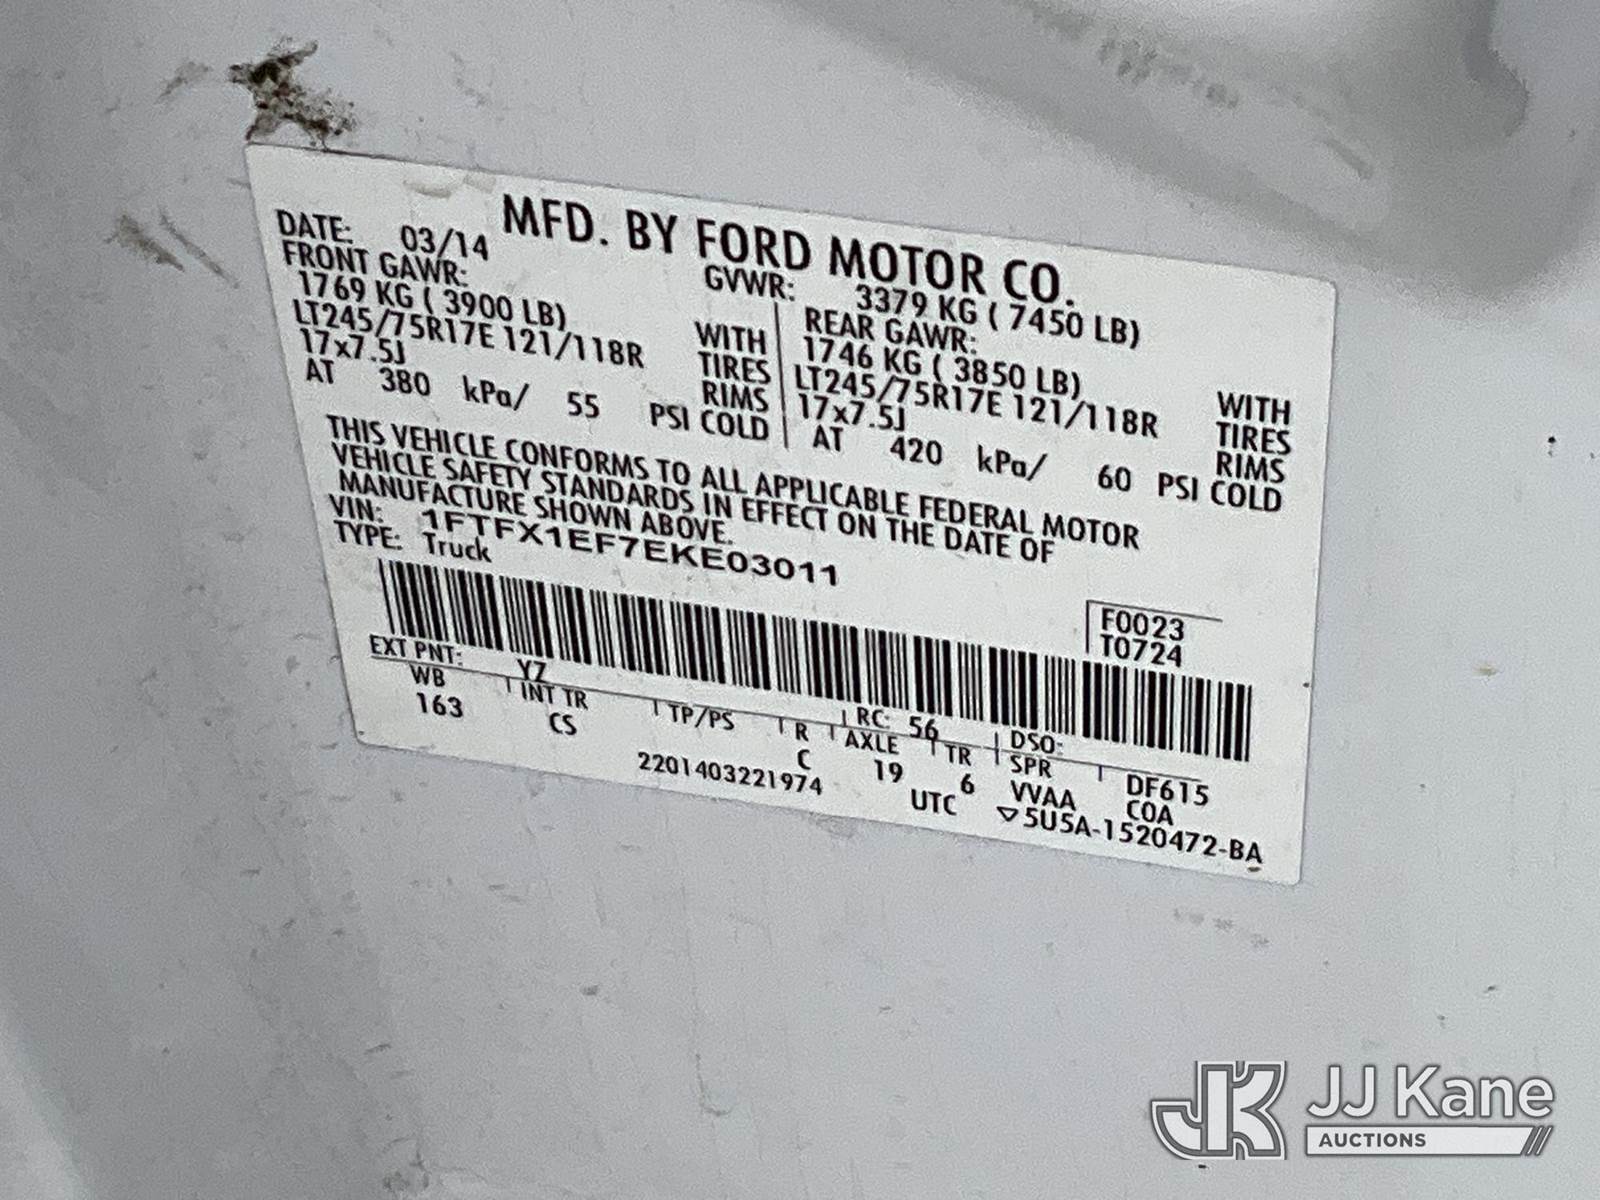 MFD. BY FORD MOTOR CO.
DATE: 03/14
GVWR: 3379 KG ( 7450 LB)
FRONT GAWR:
1769 KG ( 3900 LB) WITH
LT245/75R17E 121/118R TIRES
17x7.5J RIMS
AT 380 kPa/ 55 PSI COLD
REAR GAWR:
1746 KG ( 3850 LB) WITH
LT245/75R17E 121/118R TIRES
17x7.5J RIMS
AT 420 kPa/ 60 PSI COLD
THIS VEHICLE CONFORMS TO ALL APPLICABLE FEDERAL MOTOR
VEHICLE SAFETY STANDARDS IN EFFECT ON THE DATE OF
MANUFACTURE SHOWN ABOVE.
VIN: 1FTFX1EF7EKE03011
TYPE: Truck
F0023
T0724
EXT PNT: YZ RC: 56 DSO:
WB INT TR TP/PS R AXLE TR SPR DF615
163 CS C 19 6 VVAA COA
2201403221974 UTC ▽5U5A-1520472-BA
JK JJ Kane
AUCTIONS